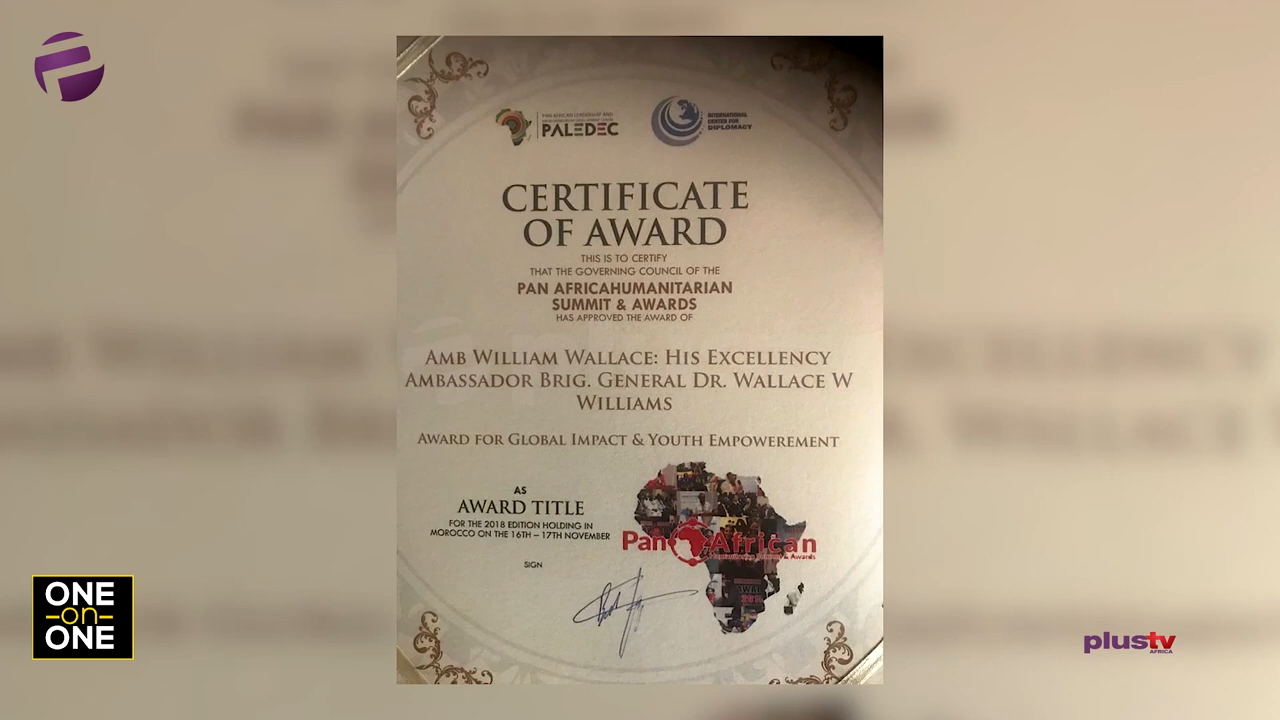 PALEDEC
INTERNATIONAL
CENTER FOR
DIPLOMACY
CERTIFICATE
OF AWARD
THIS IS TO CERTIFY
THAT THE GOVERNING COUNCIL OF THE
PAN AFRICAHUMANITARIAN
SUMMIT & AWARDS
HAS APPROVED THE AWARD OF
AMB WILLIAM WALLACE: HIS EXCELLENCY
AMBASSADOR BRIG. GENERAL DR. WALLACE W
WILLIAMS
AWARD FOR GLOBAL IMPACT & YOUTH EMPOWEREMENT
AS
AWARD TITLE
FOR THE 2018 EDITION HOLDING IN
MOROCCO ON THE 16TH – 17TH NOVEMBER
SIGN
Pan African
Humanitarian Summit & Awards
ONE
on
ONE
plustv
AFRICA